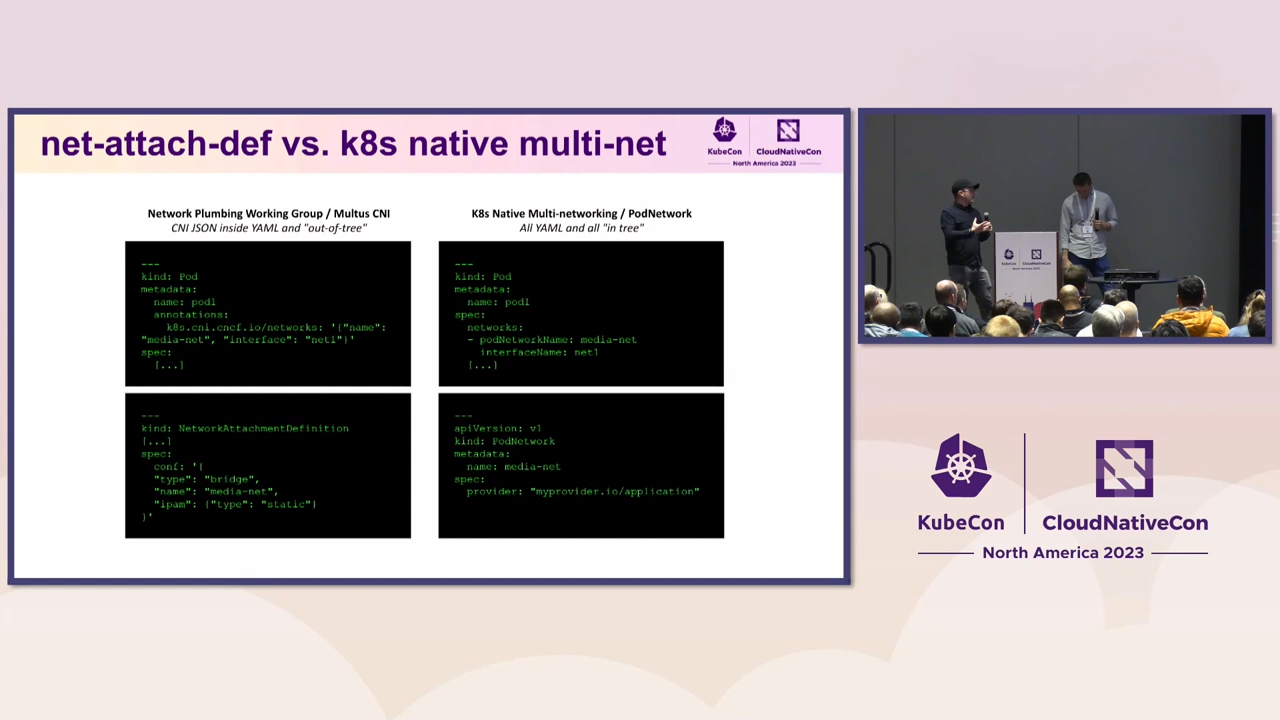 net-attach-def vs. k8s native multi-net
KubeCon
CloudNativeCon
North America 2023
Network Plumbing Working Group / Multus CNI
CNI JSON inside YAML and "out-of-tree"
---
kind: Pod
metadata:
  name: pod1
  annotations:
    k8s.cni.cncf.io/networks: '{"name":
"media-net", "interface": "net1"}'
spec:
  [...]
---
kind: NetworkAttachmentDefinition
[...]
spec:
  conf: '{
  "type": "bridge",
  "name": "media-net",
  "ipam": {"type": "static"}
}'
K8s Native Multi-networking / PodNetwork
All YAML and all "in tree"
---
kind: Pod
metadata:
  name: pod1
spec:
  networks:
  - podNetworkName: media-net
    interfaceName: net1
  [...]
---
apiVersion: v1
kind: PodNetwork
metadata:
  name: media-net
spec:
  provider: "myprovider.io/application"
KubeCon
CloudNativeCon
North America 2023
KubeCon
CloudNativeCon
North America 2023